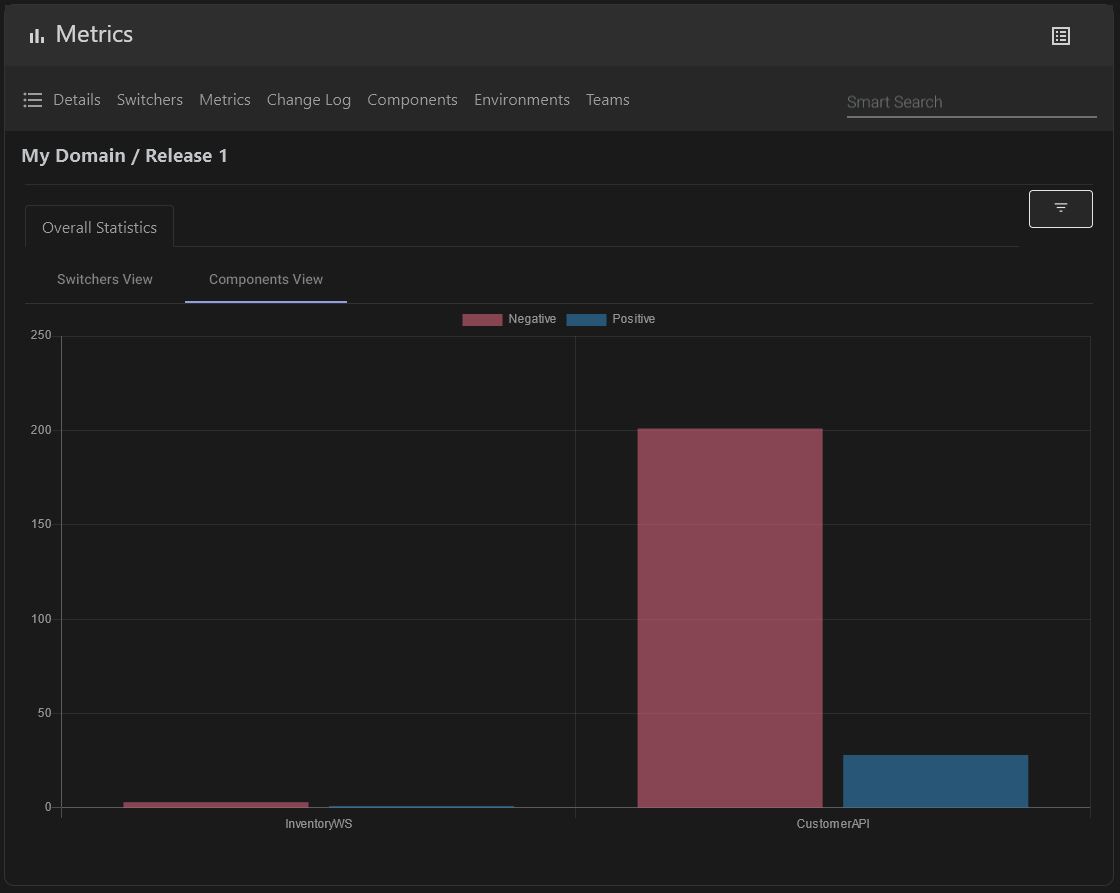 Metrics
Details Switchers Metrics Change Log Components Environments Teams
Smart Search
My Domain / Release 1
Overall Statistics
Switchers View Components View
Negative Positive
250
200
150
100
50
0
InventoryWS CustomerAPI